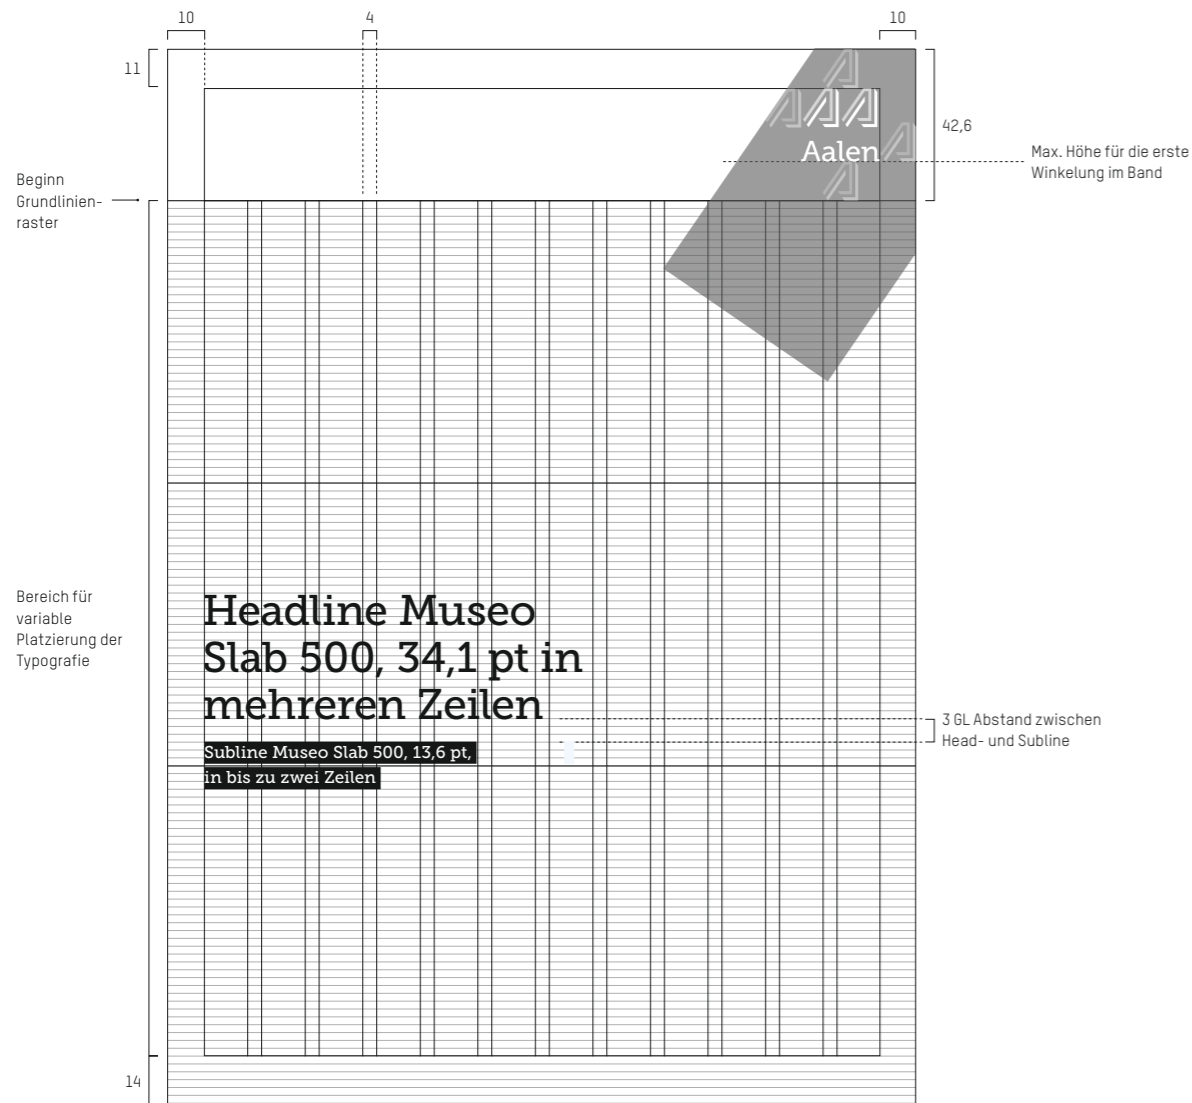 10
4
10
11
42,6
Aalen
Max. Höhe für die erste
Winkelung im Band
Beginn
Grundlinien-
raster
Bereich für
variable
Platzierung der
Typografie
Headline Museo
Slab 500, 34,1 pt in
mehreren Zeilen
3 GL Abstand zwischen
Head- und Subline
Subline Museo Slab 500, 13,6 pt,
in bis zu zwei Zeilen
14